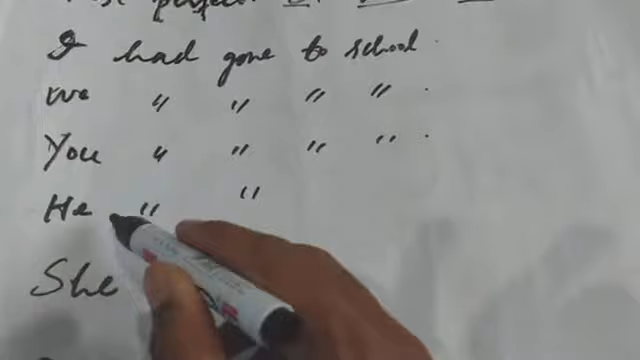 I had gone to school.
We " " " " .
You " " " " .
He " "
She